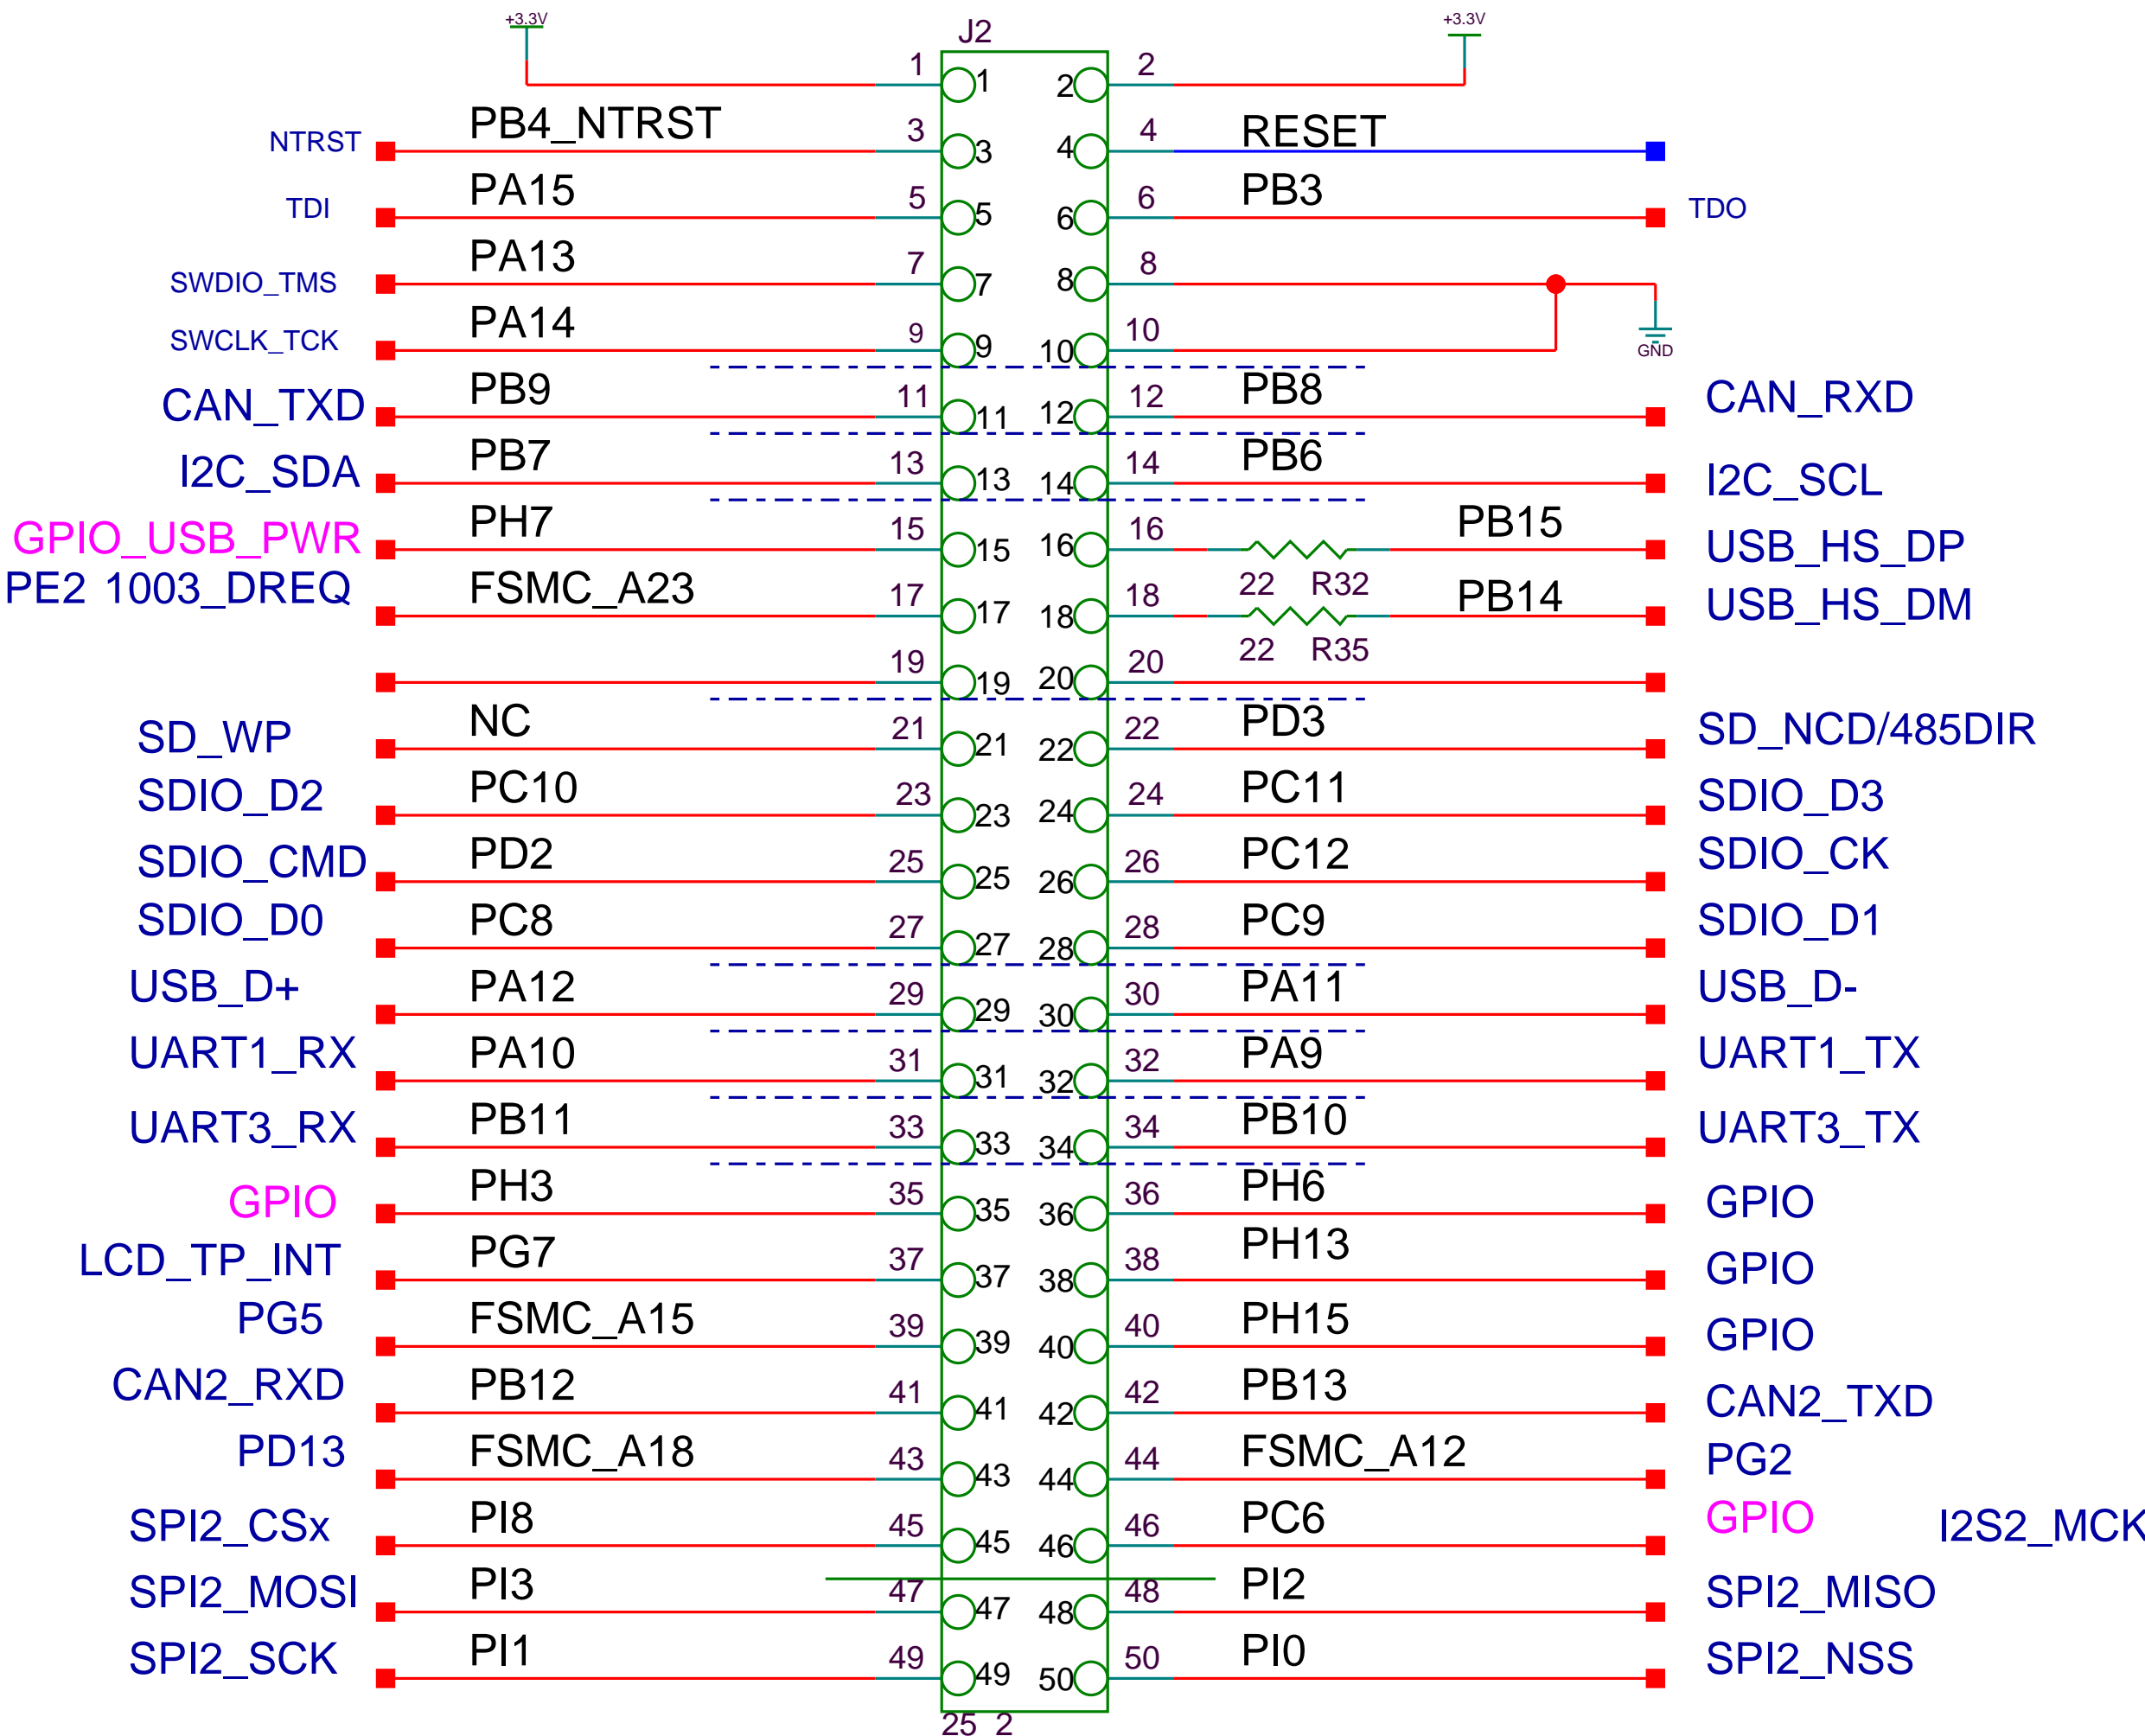 +3.3V +3.3V
J2
1 1 2 2
NTRST PB4_NTRST 3 3 4 4 RESET
TDI PA15 5 5 6 6 PB3 TDO
SWDIO_TMS PA13 7 7 8 8
SWCLK_TCK PA14 9 9 10 10 GND
CAN_TXD PB9 11 11 12 12 PB8 CAN_RXD
I2C_SDA PB7 13 13 14 14 PB6 I2C_SCL
GPIO_USB_PWR PH7 15 15 16 16 22 R32 PB15 USB_HS_DP
PE2 1003_DREQ FSMC_A23 17 17 18 18 22 R35 PB14 USB_HS_DM
19 19 20 20
SD_WP NC 21 21 22 22 PD3 SD_NCD/485DIR
SDIO_D2 PC10 23 23 24 24 PC11 SDIO_D3
SDIO_CMD PD2 25 25 26 26 PC12 SDIO_CK
SDIO_D0 PC8 27 27 28 28 PC9 SDIO_D1
USB_D+ PA12 29 29 30 30 PA11 USB_D-
UART1_RX PA10 31 31 32 32 PA9 UART1_TX
UART3_RX PB11 33 33 34 34 PB10 UART3_TX
GPIO PH3 35 35 36 36 PH6 GPIO
LCD_TP_INT PG7 37 37 38 38 PH13 GPIO
PG5 FSMC_A15 39 39 40 40 PH15 GPIO
CAN2_RXD PB12 41 41 42 42 PB13 CAN2_TXD
PD13 FSMC_A18 43 43 44 44 FSMC_A12 PG2
SPI2_CSx PI8 45 45 46 46 PC6 GPIO I2S2_MCK
SPI2_MOSI PI3 47 47 48 48 PI2 SPI2_MISO
SPI2_SCK PI1 49 49 50 50 PI0 SPI2_NSS
25 2